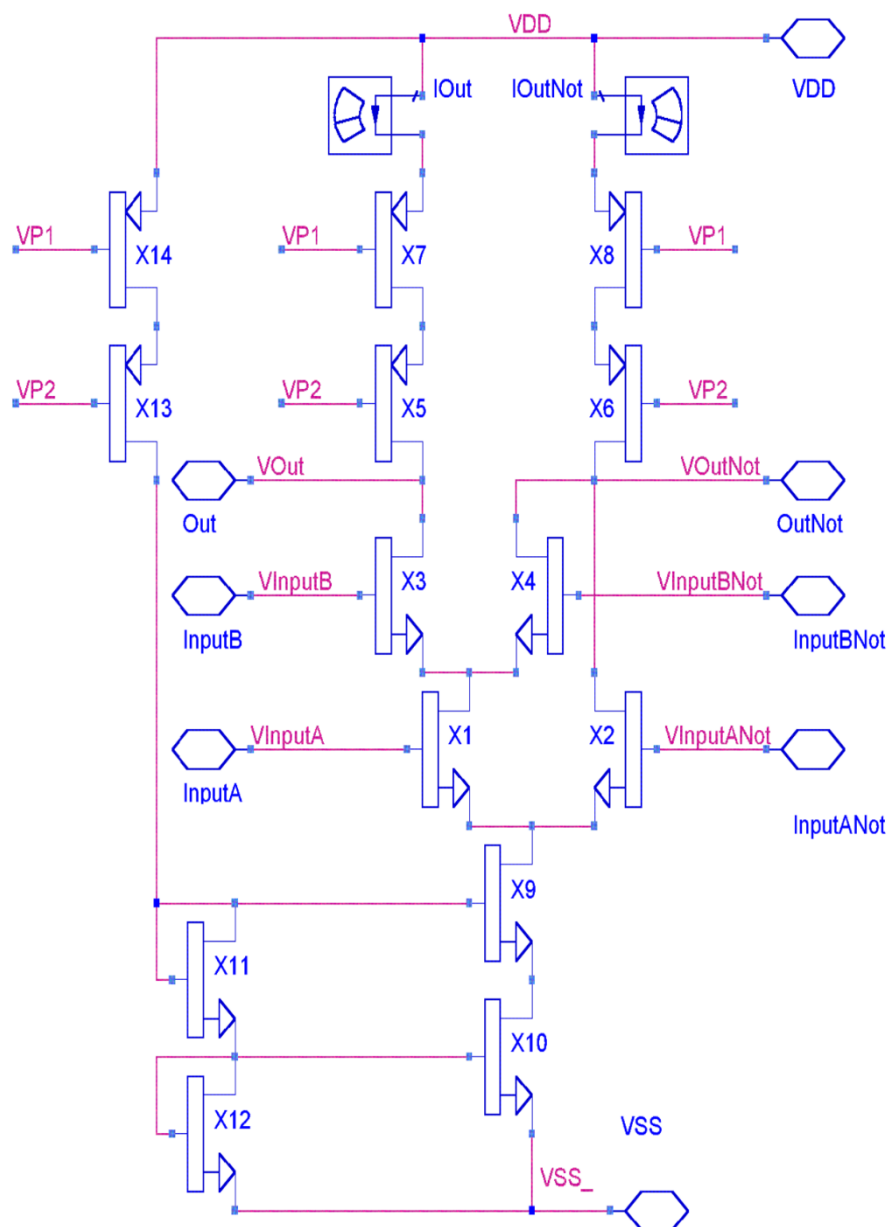 VDD
VDD
IOut
IOutNot
VP1
X14
VP1
X7
X8
VP1
VP2
X13
VP2
X5
X6
VP2
VOut
VOutNot
Out
OutNot
VInputB
X3
X4
VInputBNot
InputB
InputBNot
VInputA
X1
X2
VInputANot
InputA
InputANot
X9
X11
X10
X12
VSS
VSS_